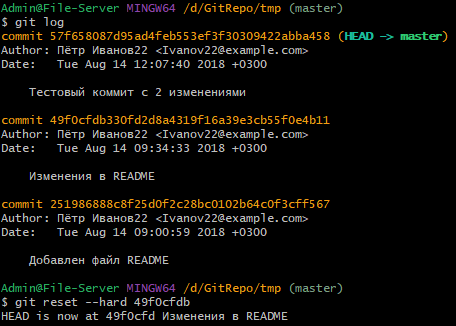 Admin@File-Server MINGW64 /d/GitRepo/tmp (master)
$ git log
commit 57f658087d95ad4feb553ef3f30309422abba458 (HEAD -> master)
Author: Пётр Иванов22 <Ivanov22@example.com>
Date:   Tue Aug 14 12:07:40 2018 +0300
    Тестовый коммит с 2 изменениями
commit 49f0cfdb330fd2d8a4319f16a39e3cb55f0e4b11
Author: Пётр Иванов22 <Ivanov22@example.com>
Date:   Tue Aug 14 09:34:33 2018 +0300
    Изменения в README
commit 251986888c8f25d0f2c28bc0102b64c0f3cff567
Author: Пётр Иванов22 <Ivanov22@example.com>
Date:   Tue Aug 14 09:00:59 2018 +0300
    Добавлен файл README
Admin@File-Server MINGW64 /d/GitRepo/tmp (master)
$ git reset --hard 49f0cfdb
HEAD is now at 49f0cfd Изменения в README